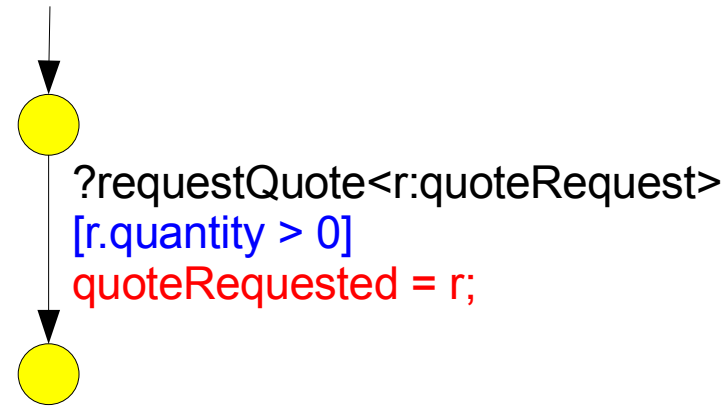 ?requestQuote<r:quoteRequest>
[r.quantity > 0]
quoteRequested = r;